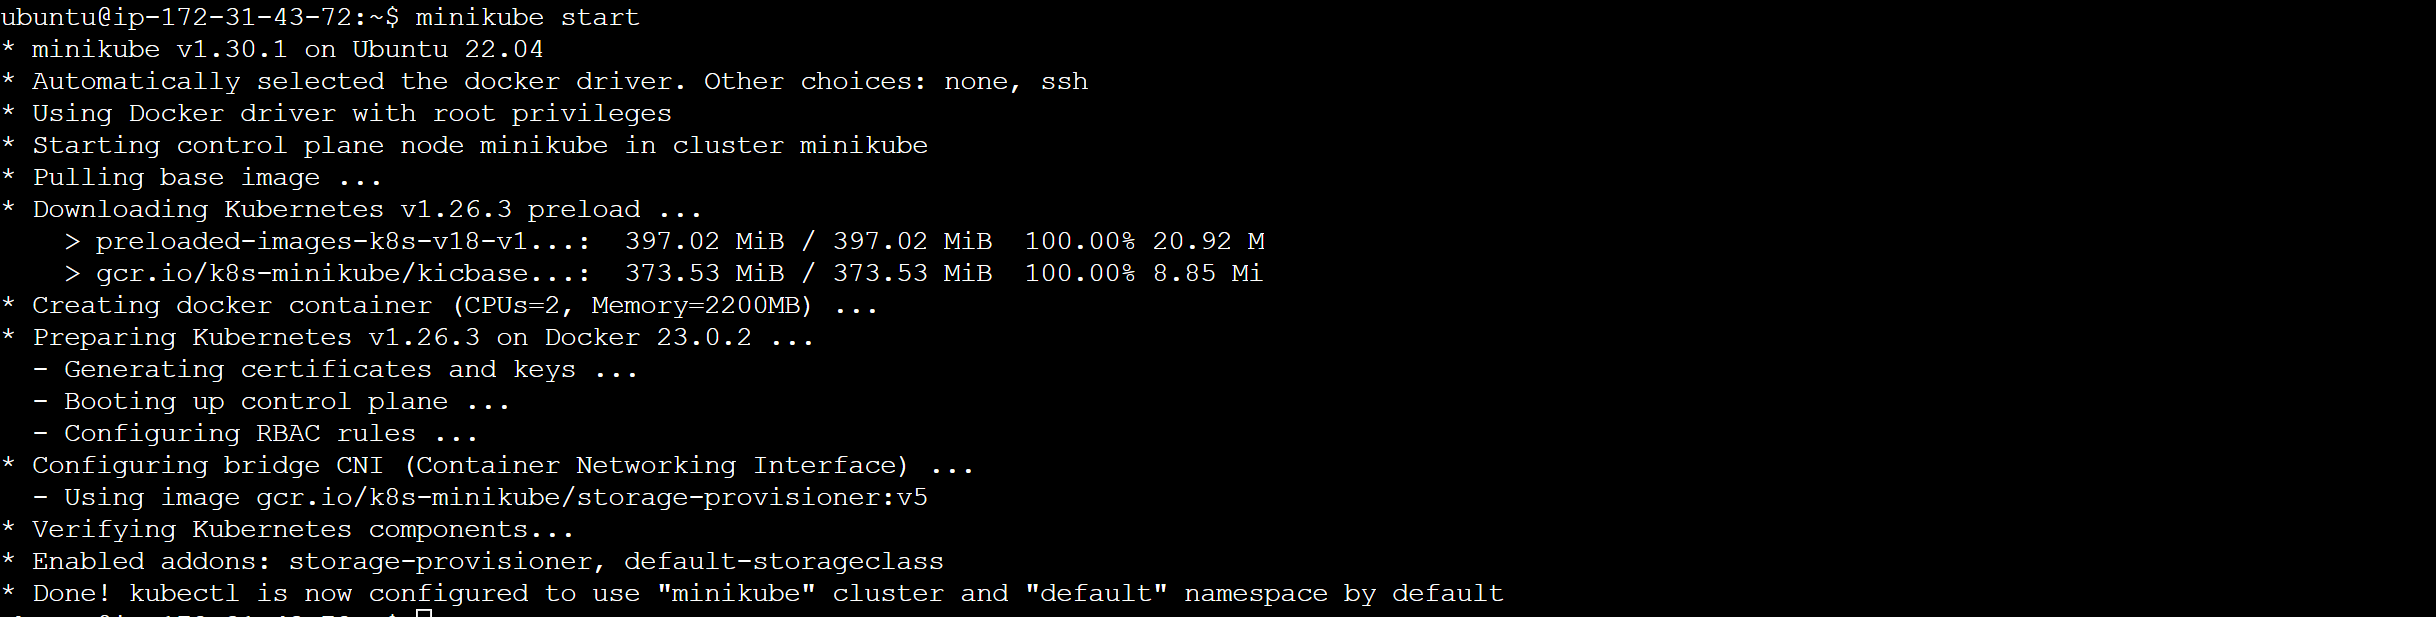 ubuntu@ip-172-31-43-72:~$ minikube start
* minikube v1.30.1 on Ubuntu 22.04
* Automatically selected the docker driver. Other choices: none, ssh
* Using Docker driver with root privileges
* Starting control plane node minikube in cluster minikube
* Pulling base image ...
* Downloading Kubernetes v1.26.3 preload ...
    > preloaded-images-k8s-v18-v1...:  397.02 MiB / 397.02 MiB  100.00% 20.92 M
    > gcr.io/k8s-minikube/kicbase...:  373.53 MiB / 373.53 MiB  100.00% 8.85 Mi
* Creating docker container (CPUs=2, Memory=2200MB) ...
* Preparing Kubernetes v1.26.3 on Docker 23.0.2 ...
  - Generating certificates and keys ...
  - Booting up control plane ...
  - Configuring RBAC rules ...
* Configuring bridge CNI (Container Networking Interface) ...
  - Using image gcr.io/k8s-minikube/storage-provisioner:v5
* Verifying Kubernetes components...
* Enabled addons: storage-provisioner, default-storageclass
* Done! kubectl is now configured to use "minikube" cluster and "default" namespace by default